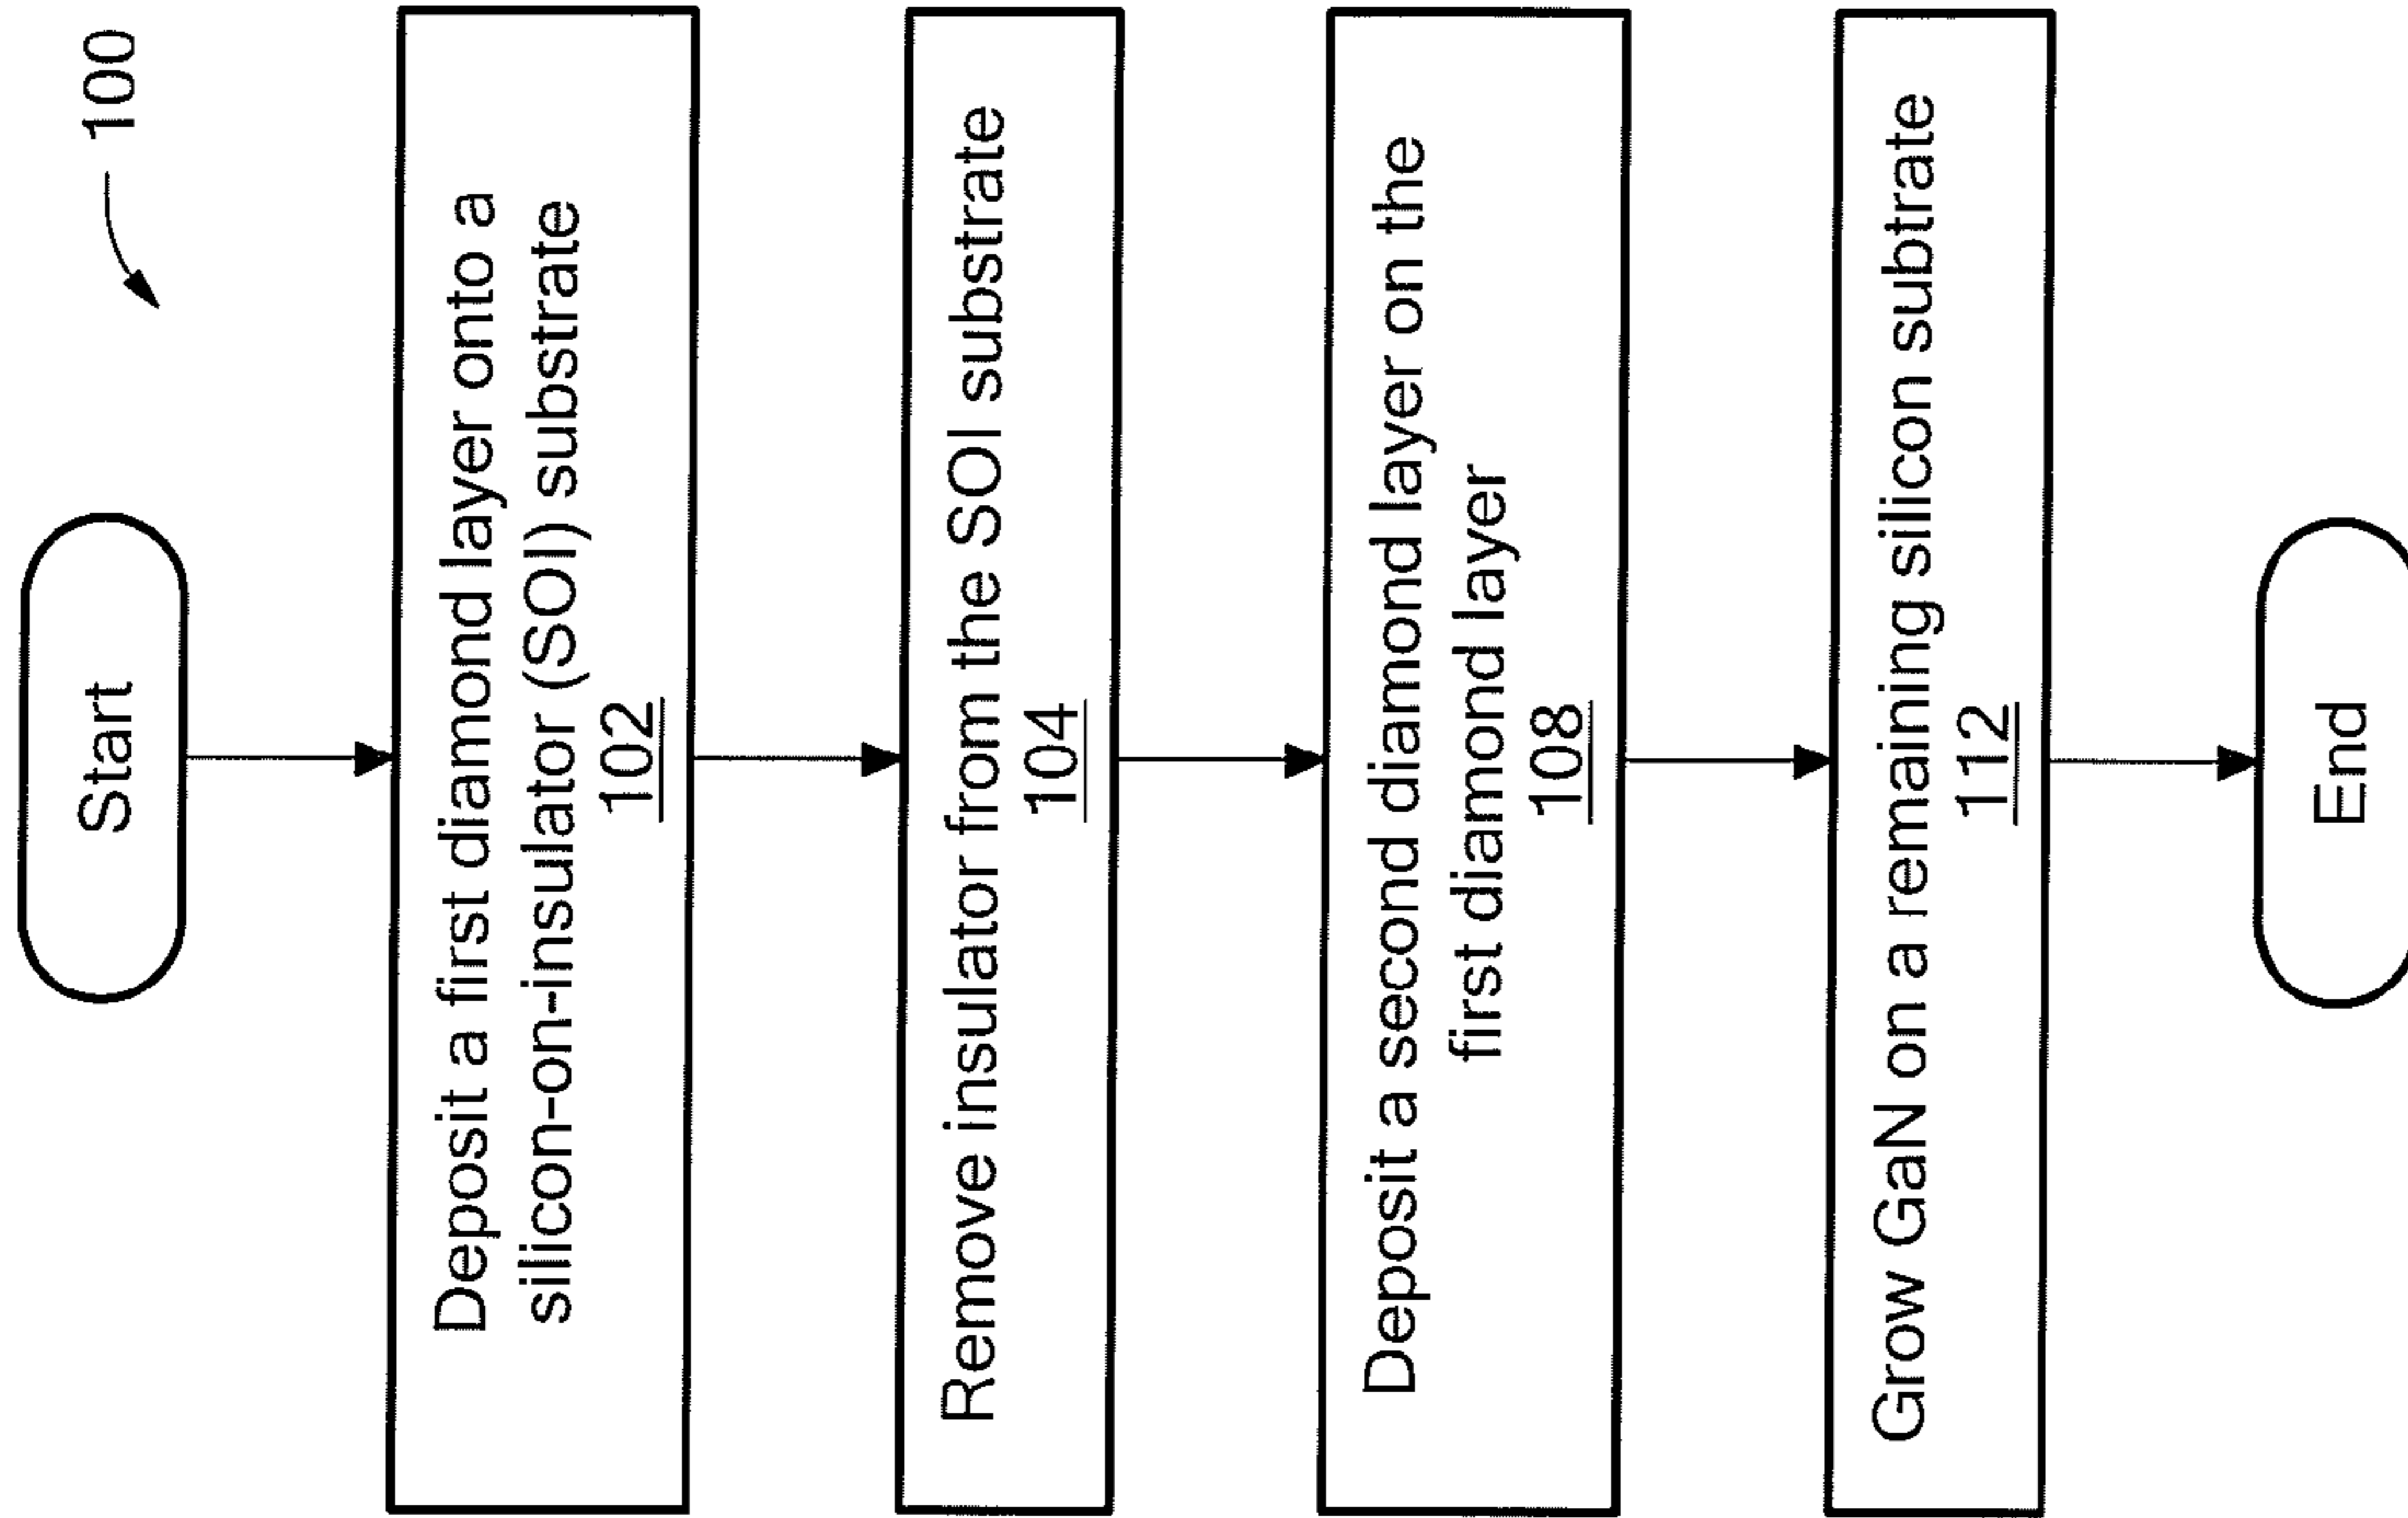 100
Start
Deposit a first diamond layer onto a
silicon-on-insulator (SOI) substrate
102
Remove insulator from the SOI substrate
104
Deposit a second diamond layer on the
first diamond layer
108
Grow GaN on a remaining silicon subtrate
112
End